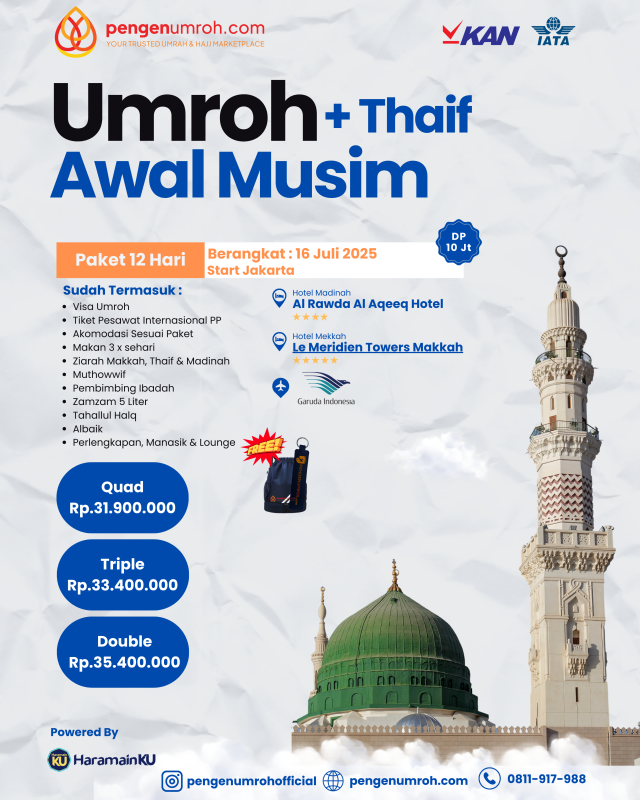 pengenumroh.com
YOUR TRUSTED UMRAH & HAJJ MARKETPLACE
KAN
IATA
Umroh + Thaif
Awal Musim
Paket 12 Hari
Berangkat : 16 Juli 2025
Start Jakarta
DP
10 Jt
Sudah Termasuk :
Visa Umroh
Tiket Pesawat Internasional PP
Akomodasi Sesuai Paket
Makan 3 x sehari
Ziarah Makkah, Thaif & Madinah
Muthowwif
Pembimbing Ibadah
Zamzam 5 Liter
Tahallul Halq
Albaik
Perlengkapan, Manasik & Lounge
Hotel Madinah
Al Rawda Al Aqeeq Hotel
Hotel Mekkah
Le Meridien Towers Makkah
Garuda Indonesia
FREE!
Quad
Rp.31.900.000
Triple
Rp.33.400.000
Double
Rp.35.400.000
Powered By
KU HaramainKU
pengenumrohofficial
pengenumroh.com
0811-917-988